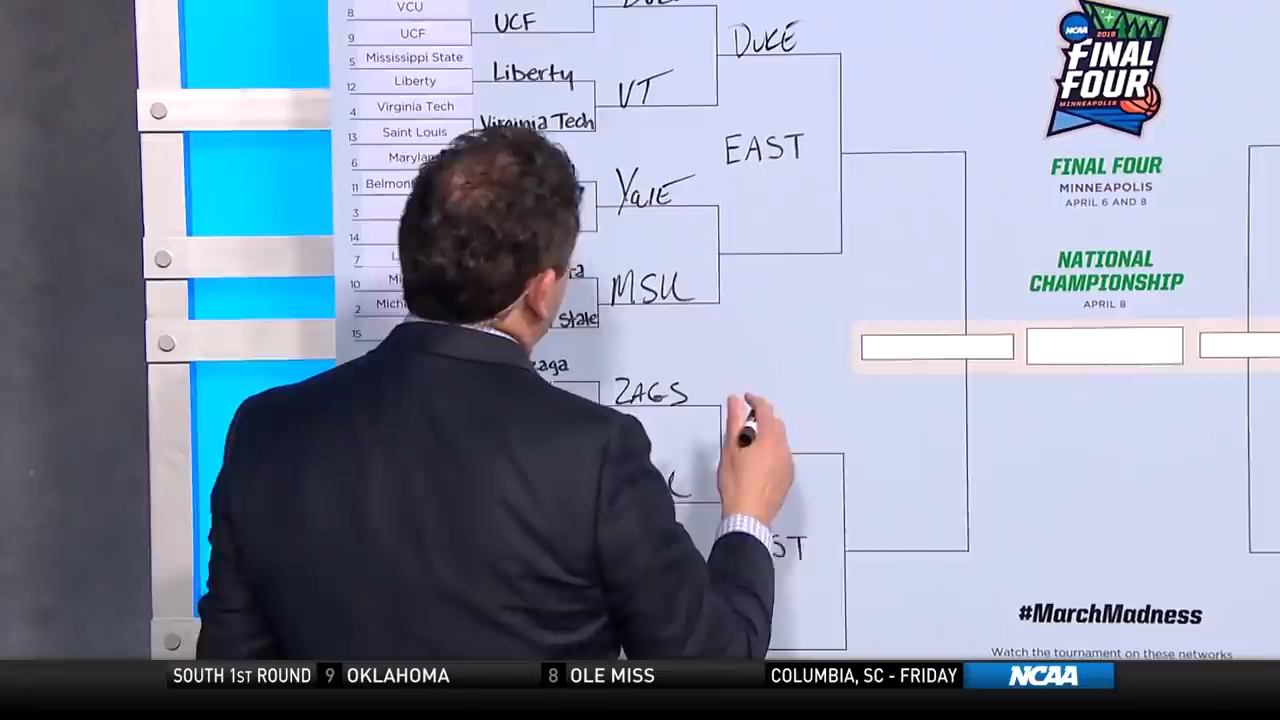 8 VCU
UCF
9 UCF
5 Mississippi State
Liberty
12 Liberty
4 Virginia Tech
Virginia Tech
13 Saint Louis
6
11 Belmont
3
14
7
10
2
15
DUKE
VT
EAST
Yale
MSU
State
ZAGS
ST
NCAA
2019
FINAL
FOUR
MINNEAPOLIS
FINAL FOUR
MINNEAPOLIS
APRIL 6 AND 8
NATIONAL
CHAMPIONSHIP
APRIL 8
#MarchMadness
Watch the tournament on these networks
SOUTH 1ST ROUND 9 OKLAHOMA 8 OLE MISS COLUMBIA, SC - FRIDAY NCAA